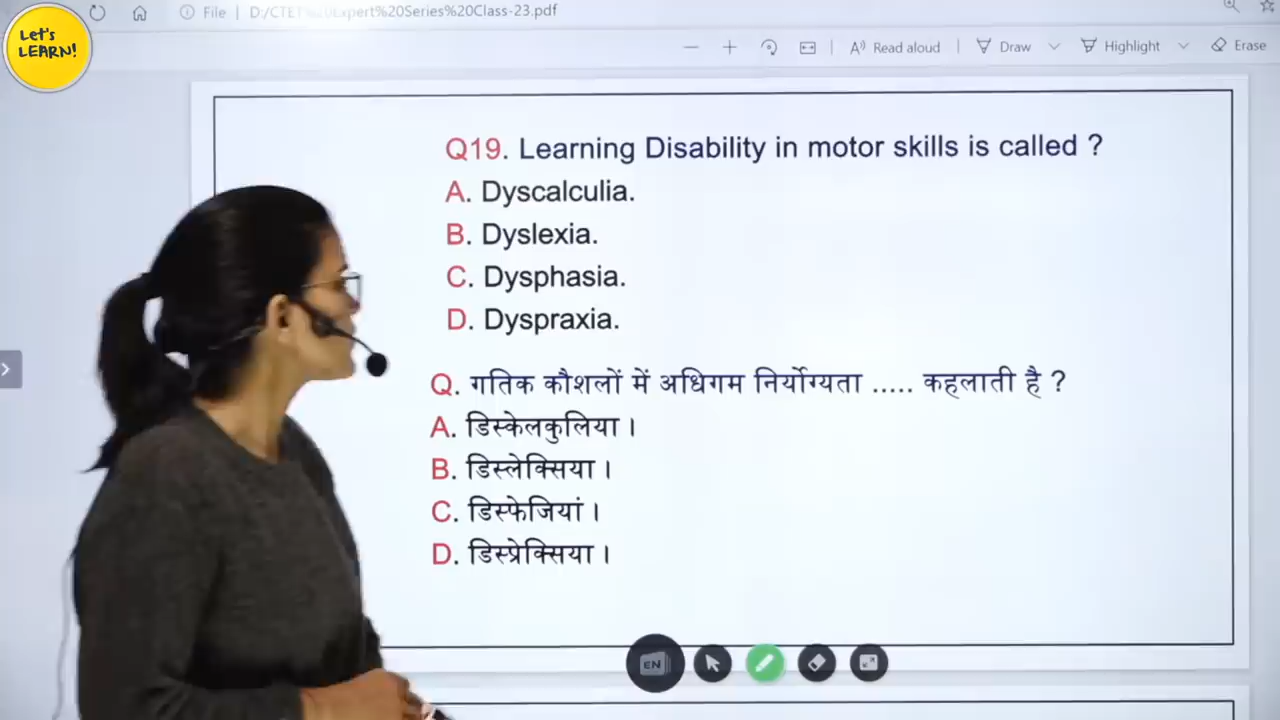 Let's
LEARN!
File | D:/CTET%20Expert%20Series%20Class-23.pdf
Read aloud
Draw
Highlight
Erase
Q19. Learning Disability in motor skills is called ?
A. Dyscalculia.
B. Dyslexia.
C. Dysphasia.
D. Dyspraxia.
Q. गतिक कौशलों में अधिगम निर्योग्यता ..... कहलाती है ?
A. डिस्केलकुलिया ।
B. डिस्लेक्सिया ।
C. डिस्फेजियां ।
D. डिस्प्रेक्सिया ।
EN